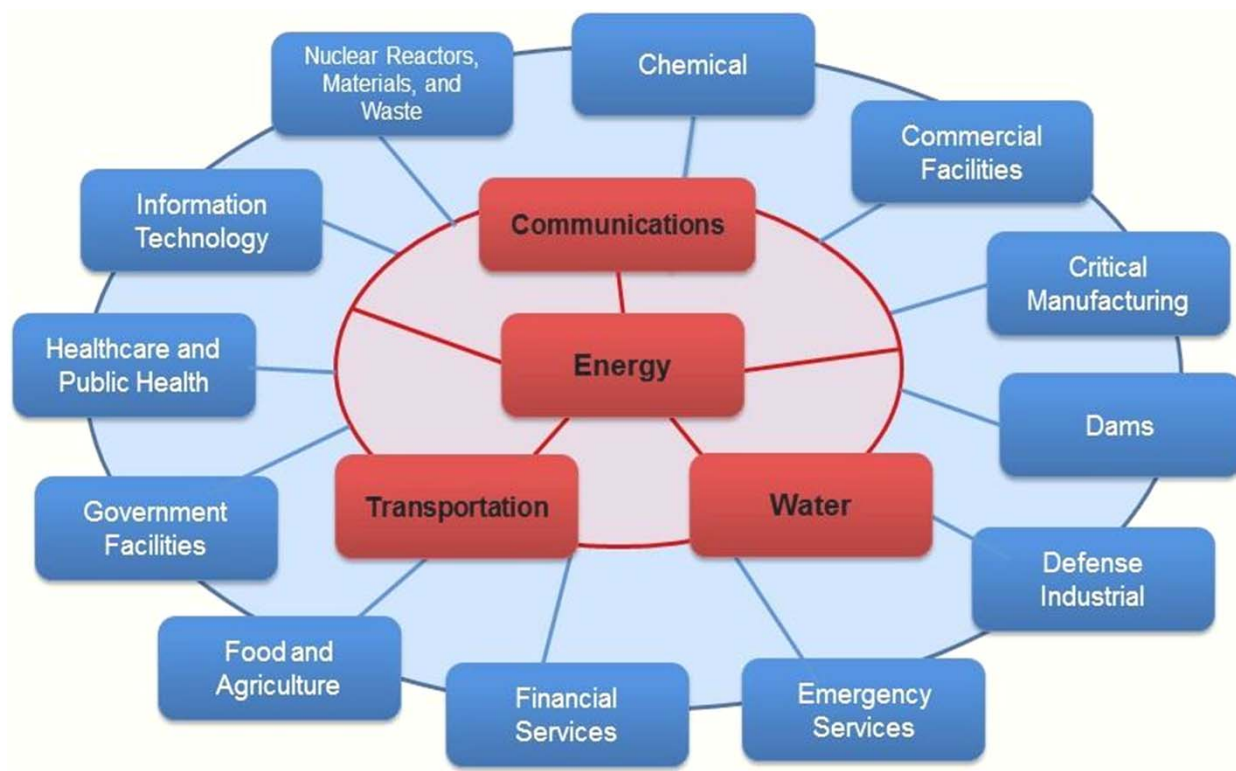 Nuclear Reactors,
Materials, and
Waste
Chemical
Commercial
Facilities
Information
Technology
Communications
Critical
Manufacturing
Healthcare and
Public Health
Energy
Dams
Government
Facilities
Transportation
Water
Defense
Industrial
Food and
Agriculture
Financial
Services
Emergency
Services